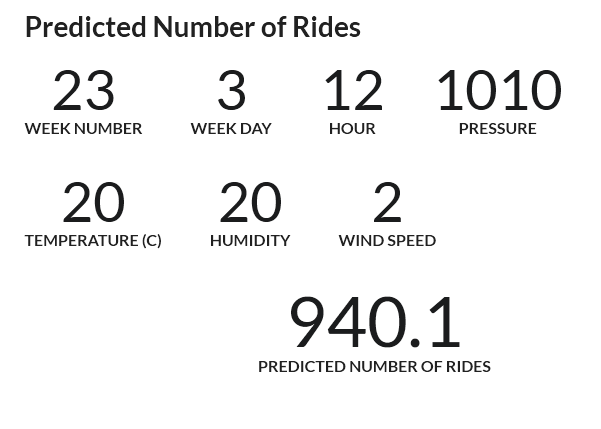 Predicted Number of Rides
23 3 12 1010
WEEK NUMBER WEEK DAY HOUR PRESSURE
20 20 2
TEMPERATURE (C) HUMIDITY WIND SPEED
940.1
PREDICTED NUMBER OF RIDES